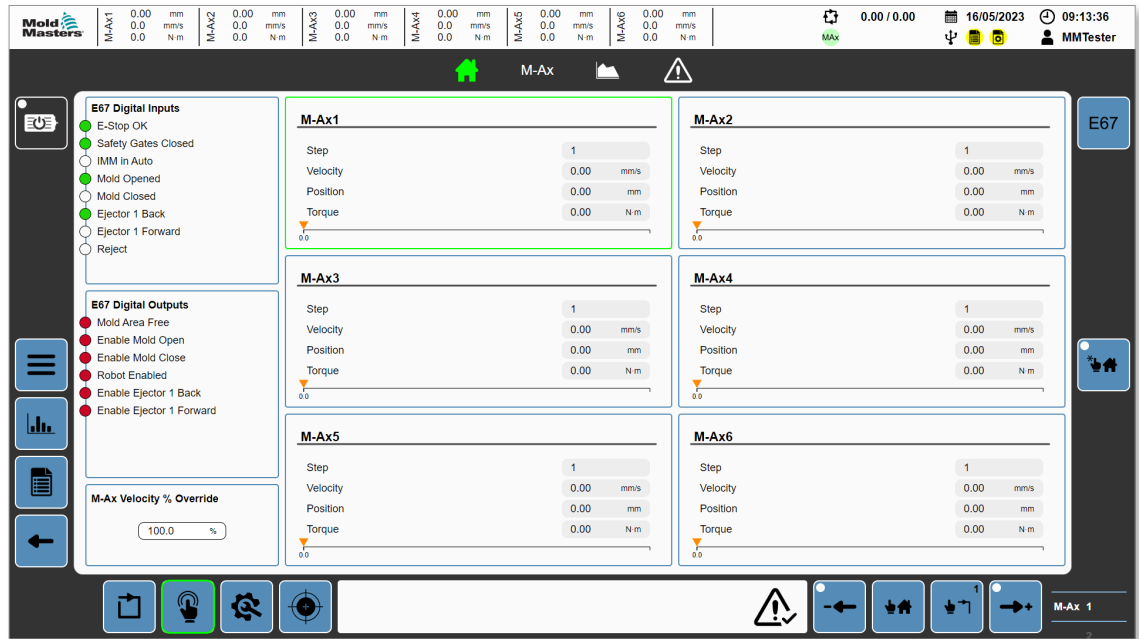 Mold
Masters
M-Ax1
0.00 mm
0.0 mm/s
0.0 N·m
M-Ax2
0.00 mm
0.0 mm/s
0.0 N·m
M-Ax3
0.00 mm
0.0 mm/s
0.0 N·m
M-Ax4
0.00 mm
0.0 mm/s
0.0 N·m
M-Ax5
0.00 mm
0.0 mm/s
0.0 N·m
M-Ax6
0.00 mm
0.0 mm/s
0.0 N·m
MAx
0.00 / 0.00
16/05/2023
09:13:36
MMTester
M-Ax
E67 Digital Inputs
E-Stop OK
Safety Gates Closed
IMM in Auto
Mold Opened
Mold Closed
Ejector 1 Back
Ejector 1 Forward
Reject
E67 Digital Outputs
Mold Area Free
Enable Mold Open
Enable Mold Close
Robot Enabled
Enable Ejector 1 Back
Enable Ejector 1 Forward
M-Ax Velocity % Override
100.0 %
M-Ax1
Step 1
Velocity 0.00 mm/s
Position 0.00 mm
Torque 0.00 N·m
0.0
M-Ax2
Step 1
Velocity 0.00 mm/s
Position 0.00 mm
Torque 0.00 N·m
0.0
M-Ax3
Step 1
Velocity 0.00 mm/s
Position 0.00 mm
Torque 0.00 N·m
0.0
M-Ax4
Step 1
Velocity 0.00 mm/s
Position 0.00 mm
Torque 0.00 N·m
0.0
M-Ax5
Step 1
Velocity 0.00 mm/s
Position 0.00 mm
Torque 0.00 N·m
0.0
M-Ax6
Step 1
Velocity 0.00 mm/s
Position 0.00 mm
Torque 0.00 N·m
0.0
E67
1
M-Ax 1
2